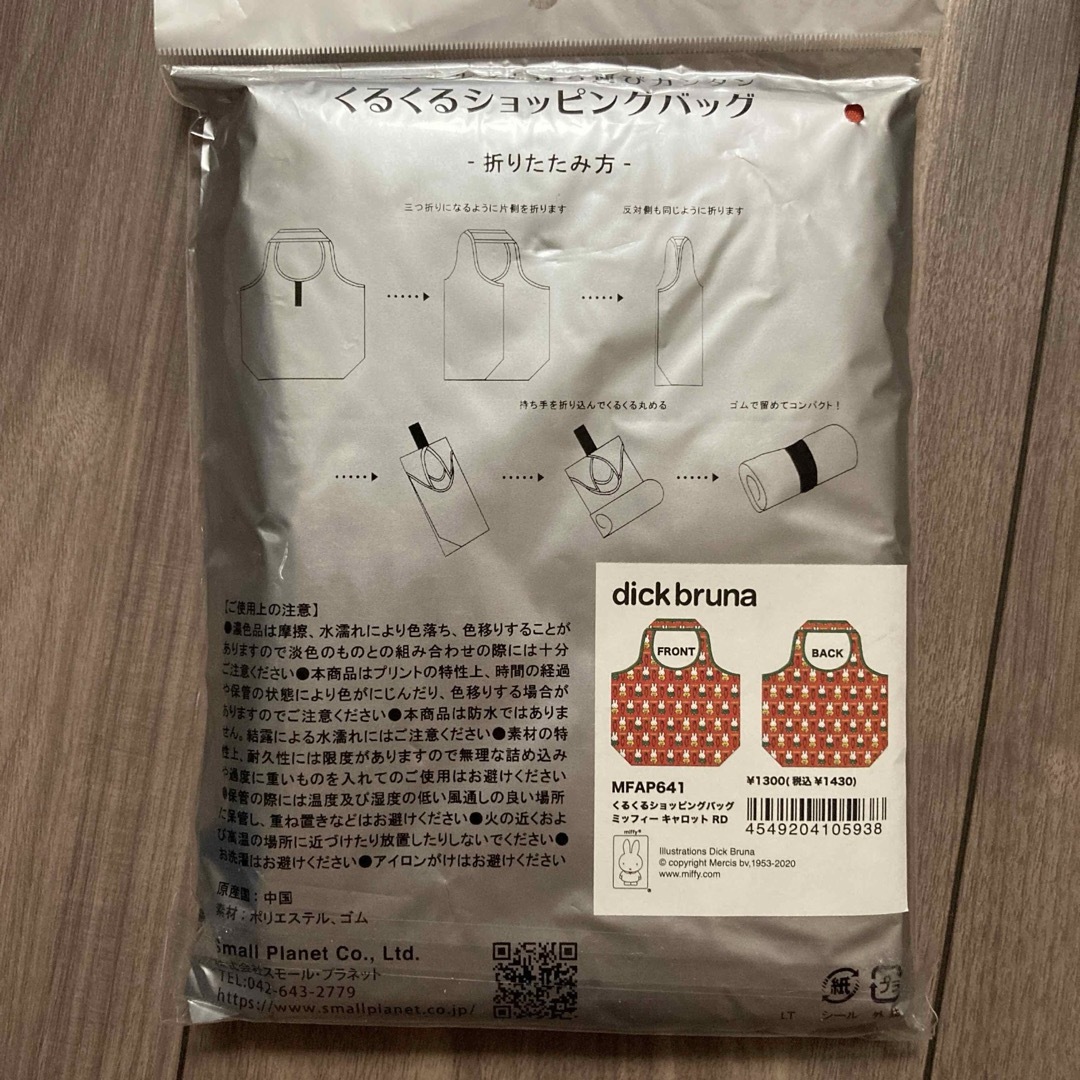 くるくるショッピングバッグ
- 折りたたみ方 -
三つ折りになるように片側を折ります
反対側も同じように折ります
持ち手を折り込んでくるくる丸める
ゴムで留めてコンパクト!
【ご使用上の注意】
●濃色品は摩擦、水濡れにより色落ち、色移りすることが
ありますので淡色のものとの組み合わせの際には十分
ご注意ください●本商品はプリントの特性上、時間の経過
や保管の状態により色がにじんだり、色移りする場合が
ありますのでご注意ください●本商品は防水ではありま
せん。結露による水濡れにはご注意ください●素材の特
性上、耐久性には限度がありますので無理な詰め込み
や過度に重いものを入れてのご使用はお避けください
●保管の際には温度及び湿度の低い風通しの良い場所
に保管し、重ね置きなどはお避けください●火の近くおよ
び高温の場所に近づけたり放置したりしないでください●
お洗濯はお避けください●アイロンがけはお避けください
原産国:中国
素材:ポリエステル、ゴム
Small Planet Co., Ltd.
株式会社スモール・プラネット
TEL:042-643-2779
https://www.smallplanet.co.jp/
dick bruna
FRONT
BACK
MFAP641
¥1300(税込¥1430)
くるくるショッピングバッグ
ミッフィー キャロット RD
4549204105938
miffy®
Illustrations Dick Bruna
© copyright Mercis bv,1953-2020
www.miffy.com
紙
プラ
LT
シール